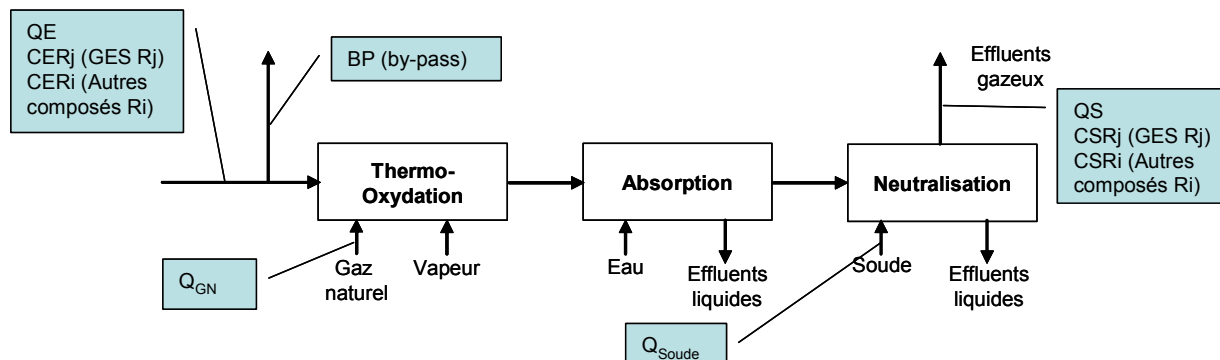 QE
CERj (GES Rj)
CERi (Autres
composés Ri)
BP (by-pass)
Effluents
gazeux
QS
CSRj (GES Rj)
CSRi (Autres
composés Ri)
Thermo-
Oxydation
Absorption
Neutralisation
Gaz
naturel
Vapeur
Eau
Effluents
liquides
Soude
Effluents
liquides
QGN
QSoude